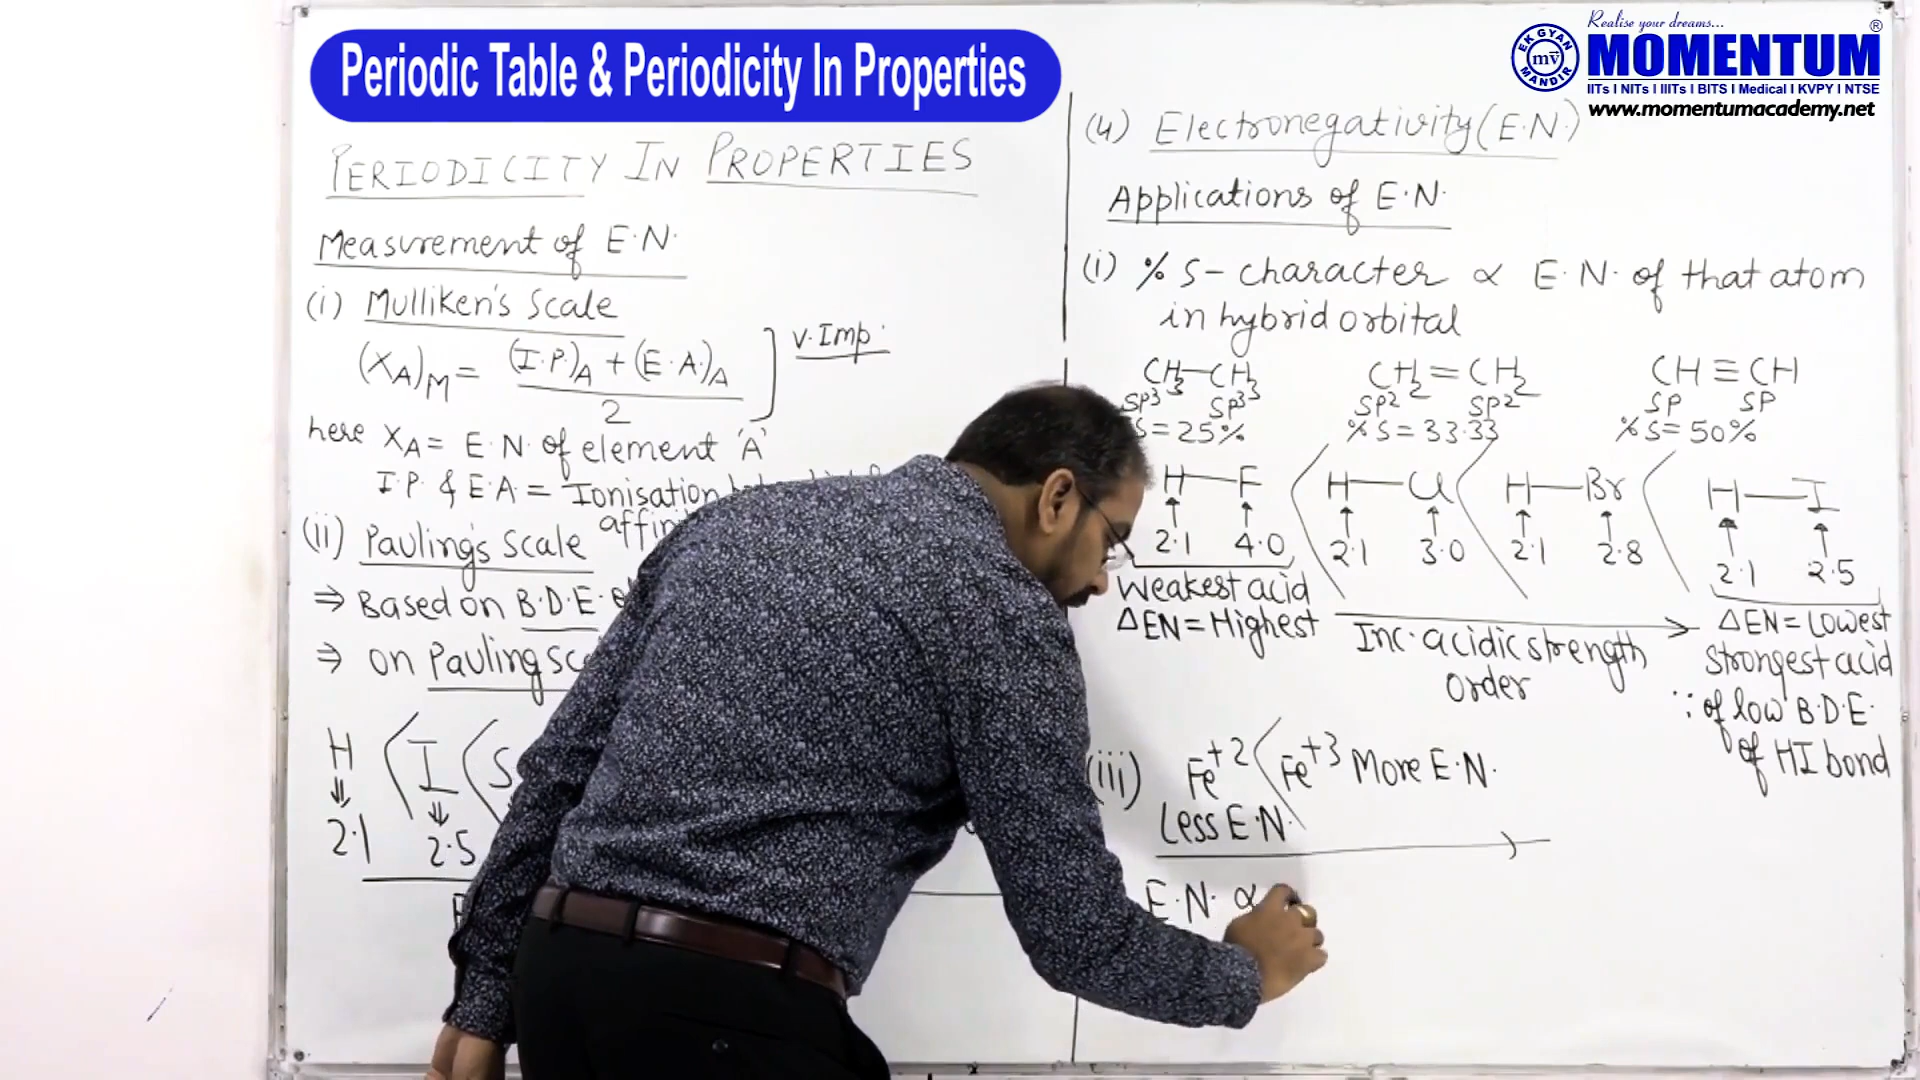 Periodic Table & Periodicity In Properties
Realise your dreams...
EK GYAN MANDIR
mv
MOMENTUM®
IITs I NITs I IIITs I BITS I Medical I KVPY I NTSE
www.momentumacademy.net
PERIODICITY IN PROPERTIES
Measurement of E.N.
(i) Mulliken's Scale
(XA)M = (I.P.)A + (E.A.)A
2
V.Imp.
here XA = E.N. of element 'A'
I.P. & E.A. = Ionisation
(ii) Pauling's Scale
⇒ Based on B.D.E.
⇒ on Pauling
H < I <
2.1 2.5
(4) Electronegativity (E.N.)
Applications of E.N.
(i) % S- character ∝ E.N. of that atom
in hybrid orbital
CH3-CH3 CH2=CH2 CH≡CH
SP3 SP3 SP2 SP2 SP SP
S=25% %S=33.33 %S=50%
H-F < H-Cl < H-Br < H-I
2.1 4.0 2.1 3.0 2.1 2.8 2.1 2.5
Weakest acid
ΔEN = Highest
Inc. acidic strength
order
ΔEN = Lowest
Strongest acid
∵ of low B.D.E.
of HI bond
(iii) Fe+2 < Fe+3 More E.N.
Less E.N.
E.N. ∝